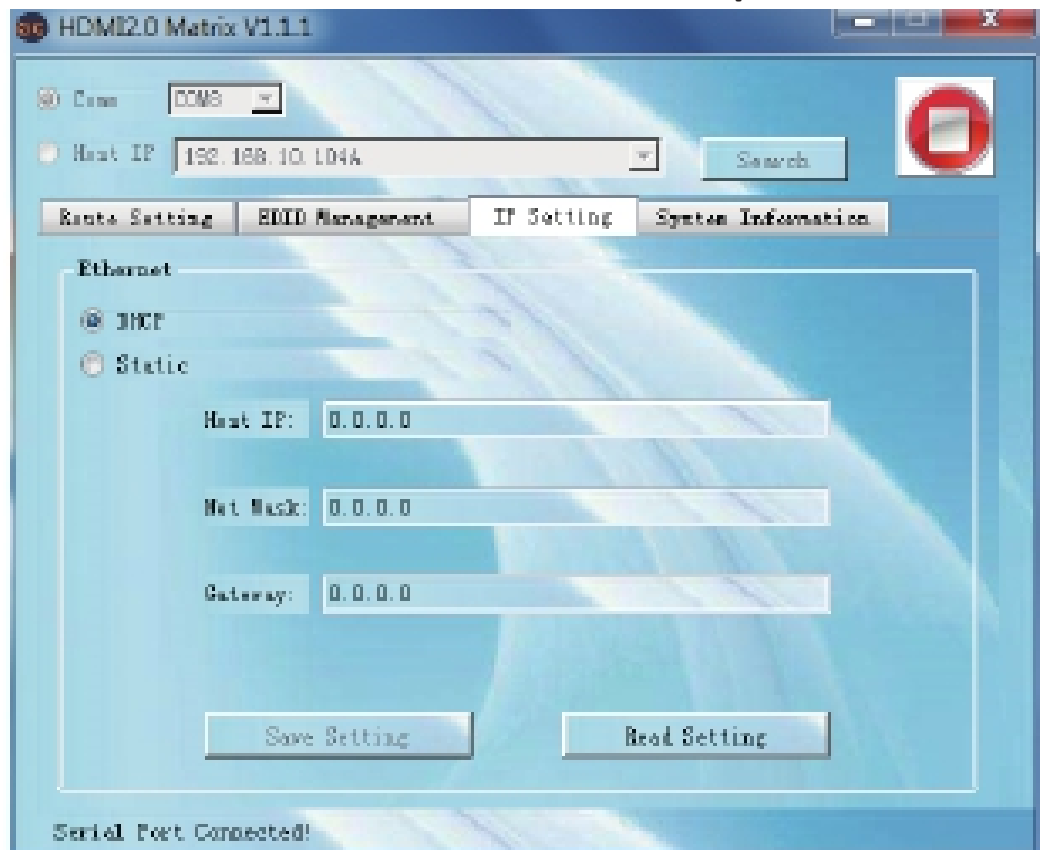 HDMI2.0 Matrix V1.1.1
Comm COM8
Host IP 192.168.10.104A Search
Route Setting EDID Management IP Setting System Information
Ethernet
DHCP
Static
Host IP: 0.0.0.0
Net Mask: 0.0.0.0
Gateway: 0.0.0.0
Save Setting Read Setting
Serial Port Connected!